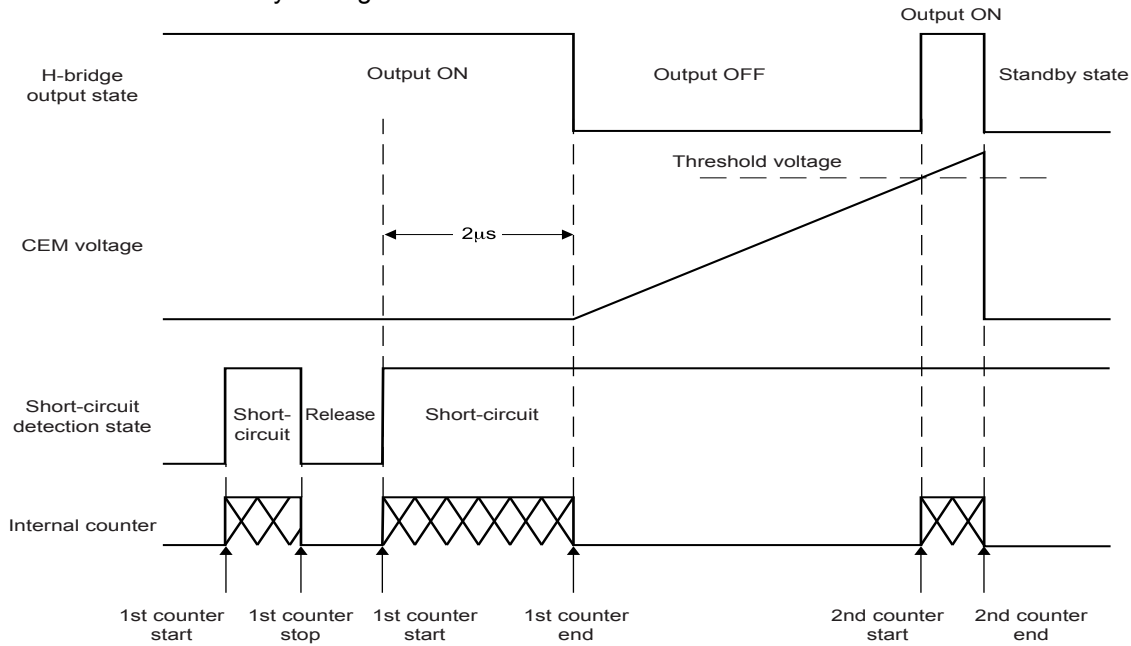 Output ON
H-bridge
output state
Output ON
Output OFF
Standby state
Threshold voltage
CEM voltage
2μs
Short-circuit
detection state
Short-
circuit
Release
Short-circuit
Internal counter
1st counter
start
1st counter
stop
1st counter
start
1st counter
end
2nd counter
start
2nd counter
end